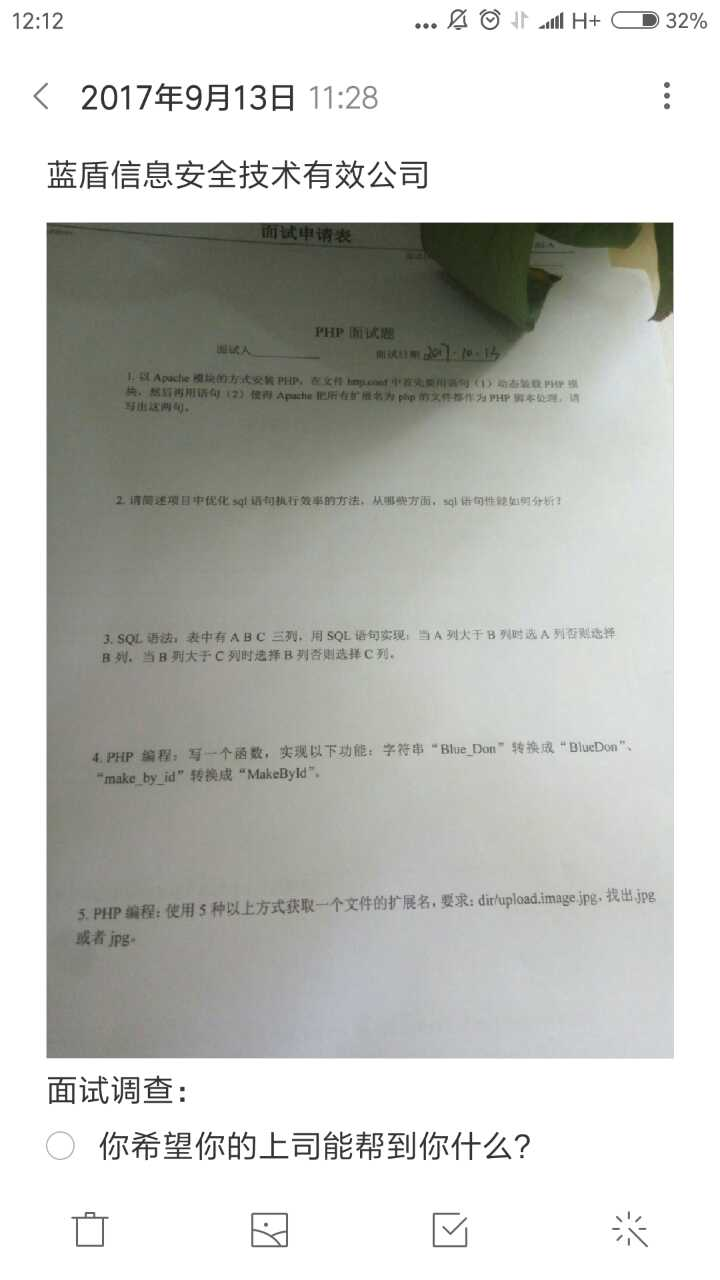 12:12
H+
32%
2017年9月13日 11:28
蓝盾信息安全技术有效公司
面试申请表
PHP 面试题
面试人
面试日期 2017.10.13
1. 以 Apache 模块的方式安装 PHP，在文件 http.conf 中首先要用语句（1）动态装载 PHP 模
块，然后再用语句（2）使得 Apache 把所有扩展名为 php 的文件都作为 PHP 脚本处理，请
写出这两句。
2. 请简述项目中优化 sql 语句执行效率的方法，从哪些方面，sql 语句性能如何分析？
3. SQL 语法：表中有 A B C 三列，用 SQL 语句实现：当 A 列大于 B 列时选 A 列否则选择
B 列，当 B 列大于 C 列时选择 B 列否则选择 C 列。
4. PHP 编程：写一个函数，实现以下功能：字符串“Blue_Don”转换成“BlueDon”、
“make_by_id”转换成“MakeById”。
5. PHP 编程：使用 5 种以上方式获取一个文件的扩展名，要求：dir/upload.image.jpg，找出.jpg
或者 jpg。
面试调查：
你希望你的上司能帮到你什么？